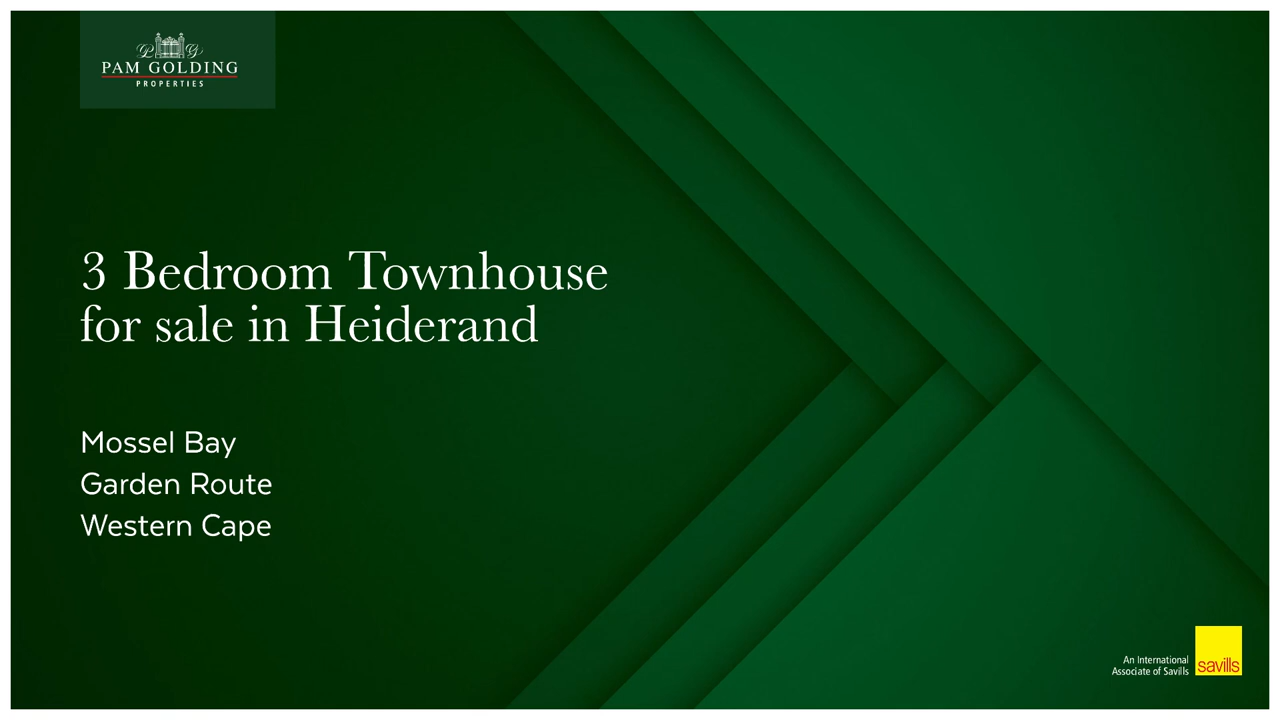 PAM GOLDING
PROPERTIES
3 Bedroom Townhouse
for sale in Heiderand
Mossel Bay
Garden Route
Western Cape
An International
Associate of Savills
savills